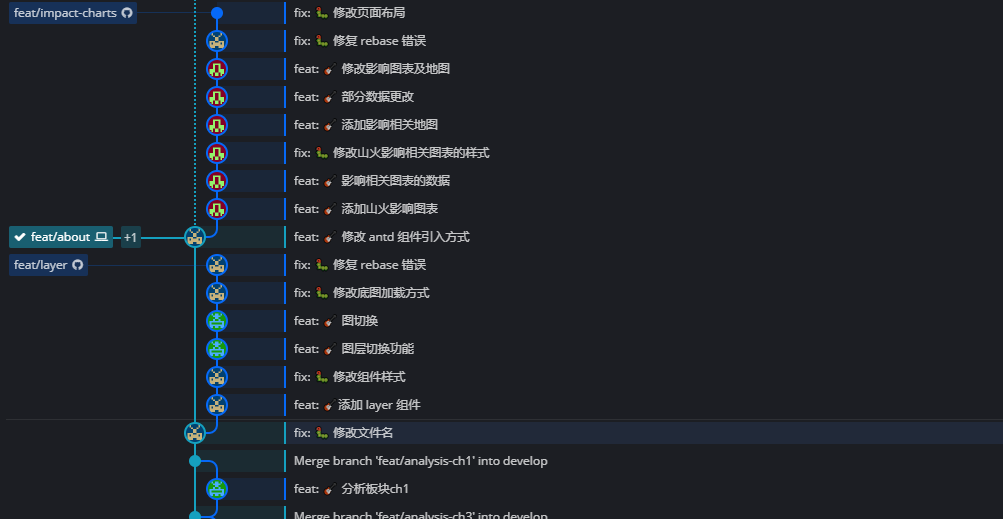 feat/impact-charts fix: 🐛 修改页面布局
fix: 🐛 修复 rebase 错误
feat: 🎸 修改影响图表及地图
feat: 🎸 部分数据更改
feat: 🎸 添加影响相关地图
fix: 🐛 修改山火影响相关图表的样式
feat: 🎸 影响相关图表的数据
feat: 🎸 添加山火影响图表
feat/about +1 feat: 🎸 修改 antd 组件引入方式
feat/layer fix: 🐛 修复 rebase 错误
fix: 🐛 修改底图加载方式
feat: 🎸 图切换
feat: 🎸 图层切换功能
fix: 🐛 修改组件样式
feat: 🎸 添加 layer 组件
fix: 🐛 修改文件名
Merge branch 'feat/analysis-ch1' into develop
feat: 🎸 分析板块ch1
Merge branch 'feat/analysis-ch3' into develop